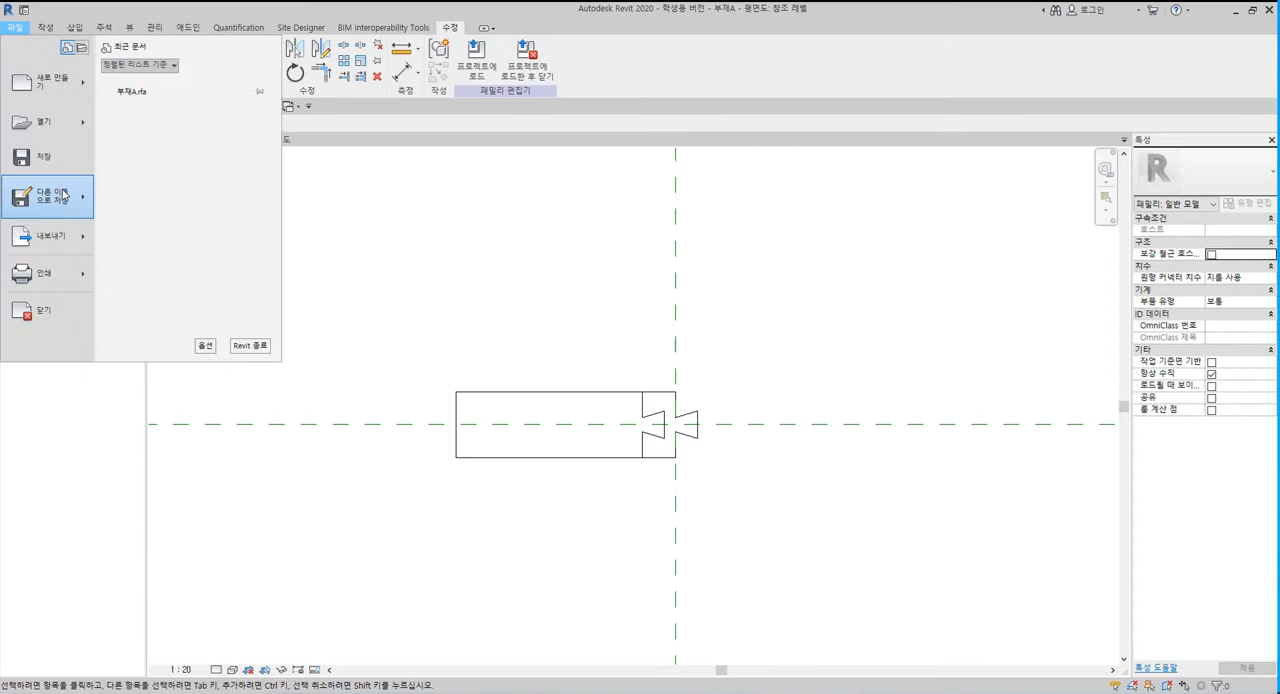 Autodesk Revit 2020 - 학생용 버전 - 부재A - 평면도: 참조 레벨
로그인
파일 작성 삽입 주석 뷰 관리 애드인 Quantification Site Designer BIM Interoperability Tools 수정
최근 문서
정렬된 리스트 기준
부재A.rfa
새로 만들
기
열기
저장
다른 이름
으로 저장
내보내기
인쇄
닫기
옵션
Revit 종료
프로젝트에
로드
프로젝트에
로드한 후 닫기
수정
측정
작성
패밀리 편집기
도
특성
R
패밀리: 일반 모델
유형 편집
구속조건
호스트
구조
보강 철근 호스...
치수
원형 커넥터 치수 지름 사용
기계
부품 유형 보통
ID 데이터
OmniClass 번호
OmniClass 제목
기타
작업 기준면 기반
항상 수직
로드될 때 보이...
공유
룸 계산 점
1 : 20
특성 도움말
적용
선택하려면 항목을 클릭하고, 다른 항목을 선택하려면 Tab 키, 추가하려면 Ctrl 키, 선택 취소하려면 Shift 키를 누르십시오.
:0